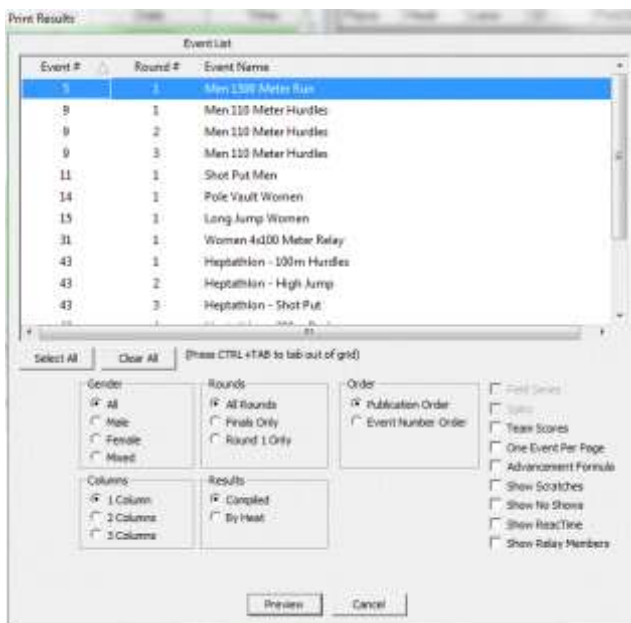 Print Results
Event List
Event # Round # Event Name
5 1 Men 1500 Meter Run
9 1 Men 110 Meter Hurdles
9 2 Men 110 Meter Hurdles
9 3 Men 110 Meter Hurdles
11 1 Shot Put Men
14 1 Pole Vault Women
15 1 Long Jump Women
31 1 Women 4x100 Meter Relay
43 1 Heptathlon - 100m Hurdles
43 2 Heptathlon - High Jump
43 3 Heptathlon - Shot Put
Select All Clear All (Press CTRL+TAB to tab out of grid)
Gender Rounds Order
All All Rounds Publication Order Field Series
Male Finals Only Event Number Order Splits
Female Round 1 Only Team Scores
Mixed One Event Per Page
Columns Results Advancement Formula
1 Column Compiled Show Scratches
2 Columns By Heat Show No Shows
3 Columns Show ReacTime
Show Relay Members
Preview Cancel